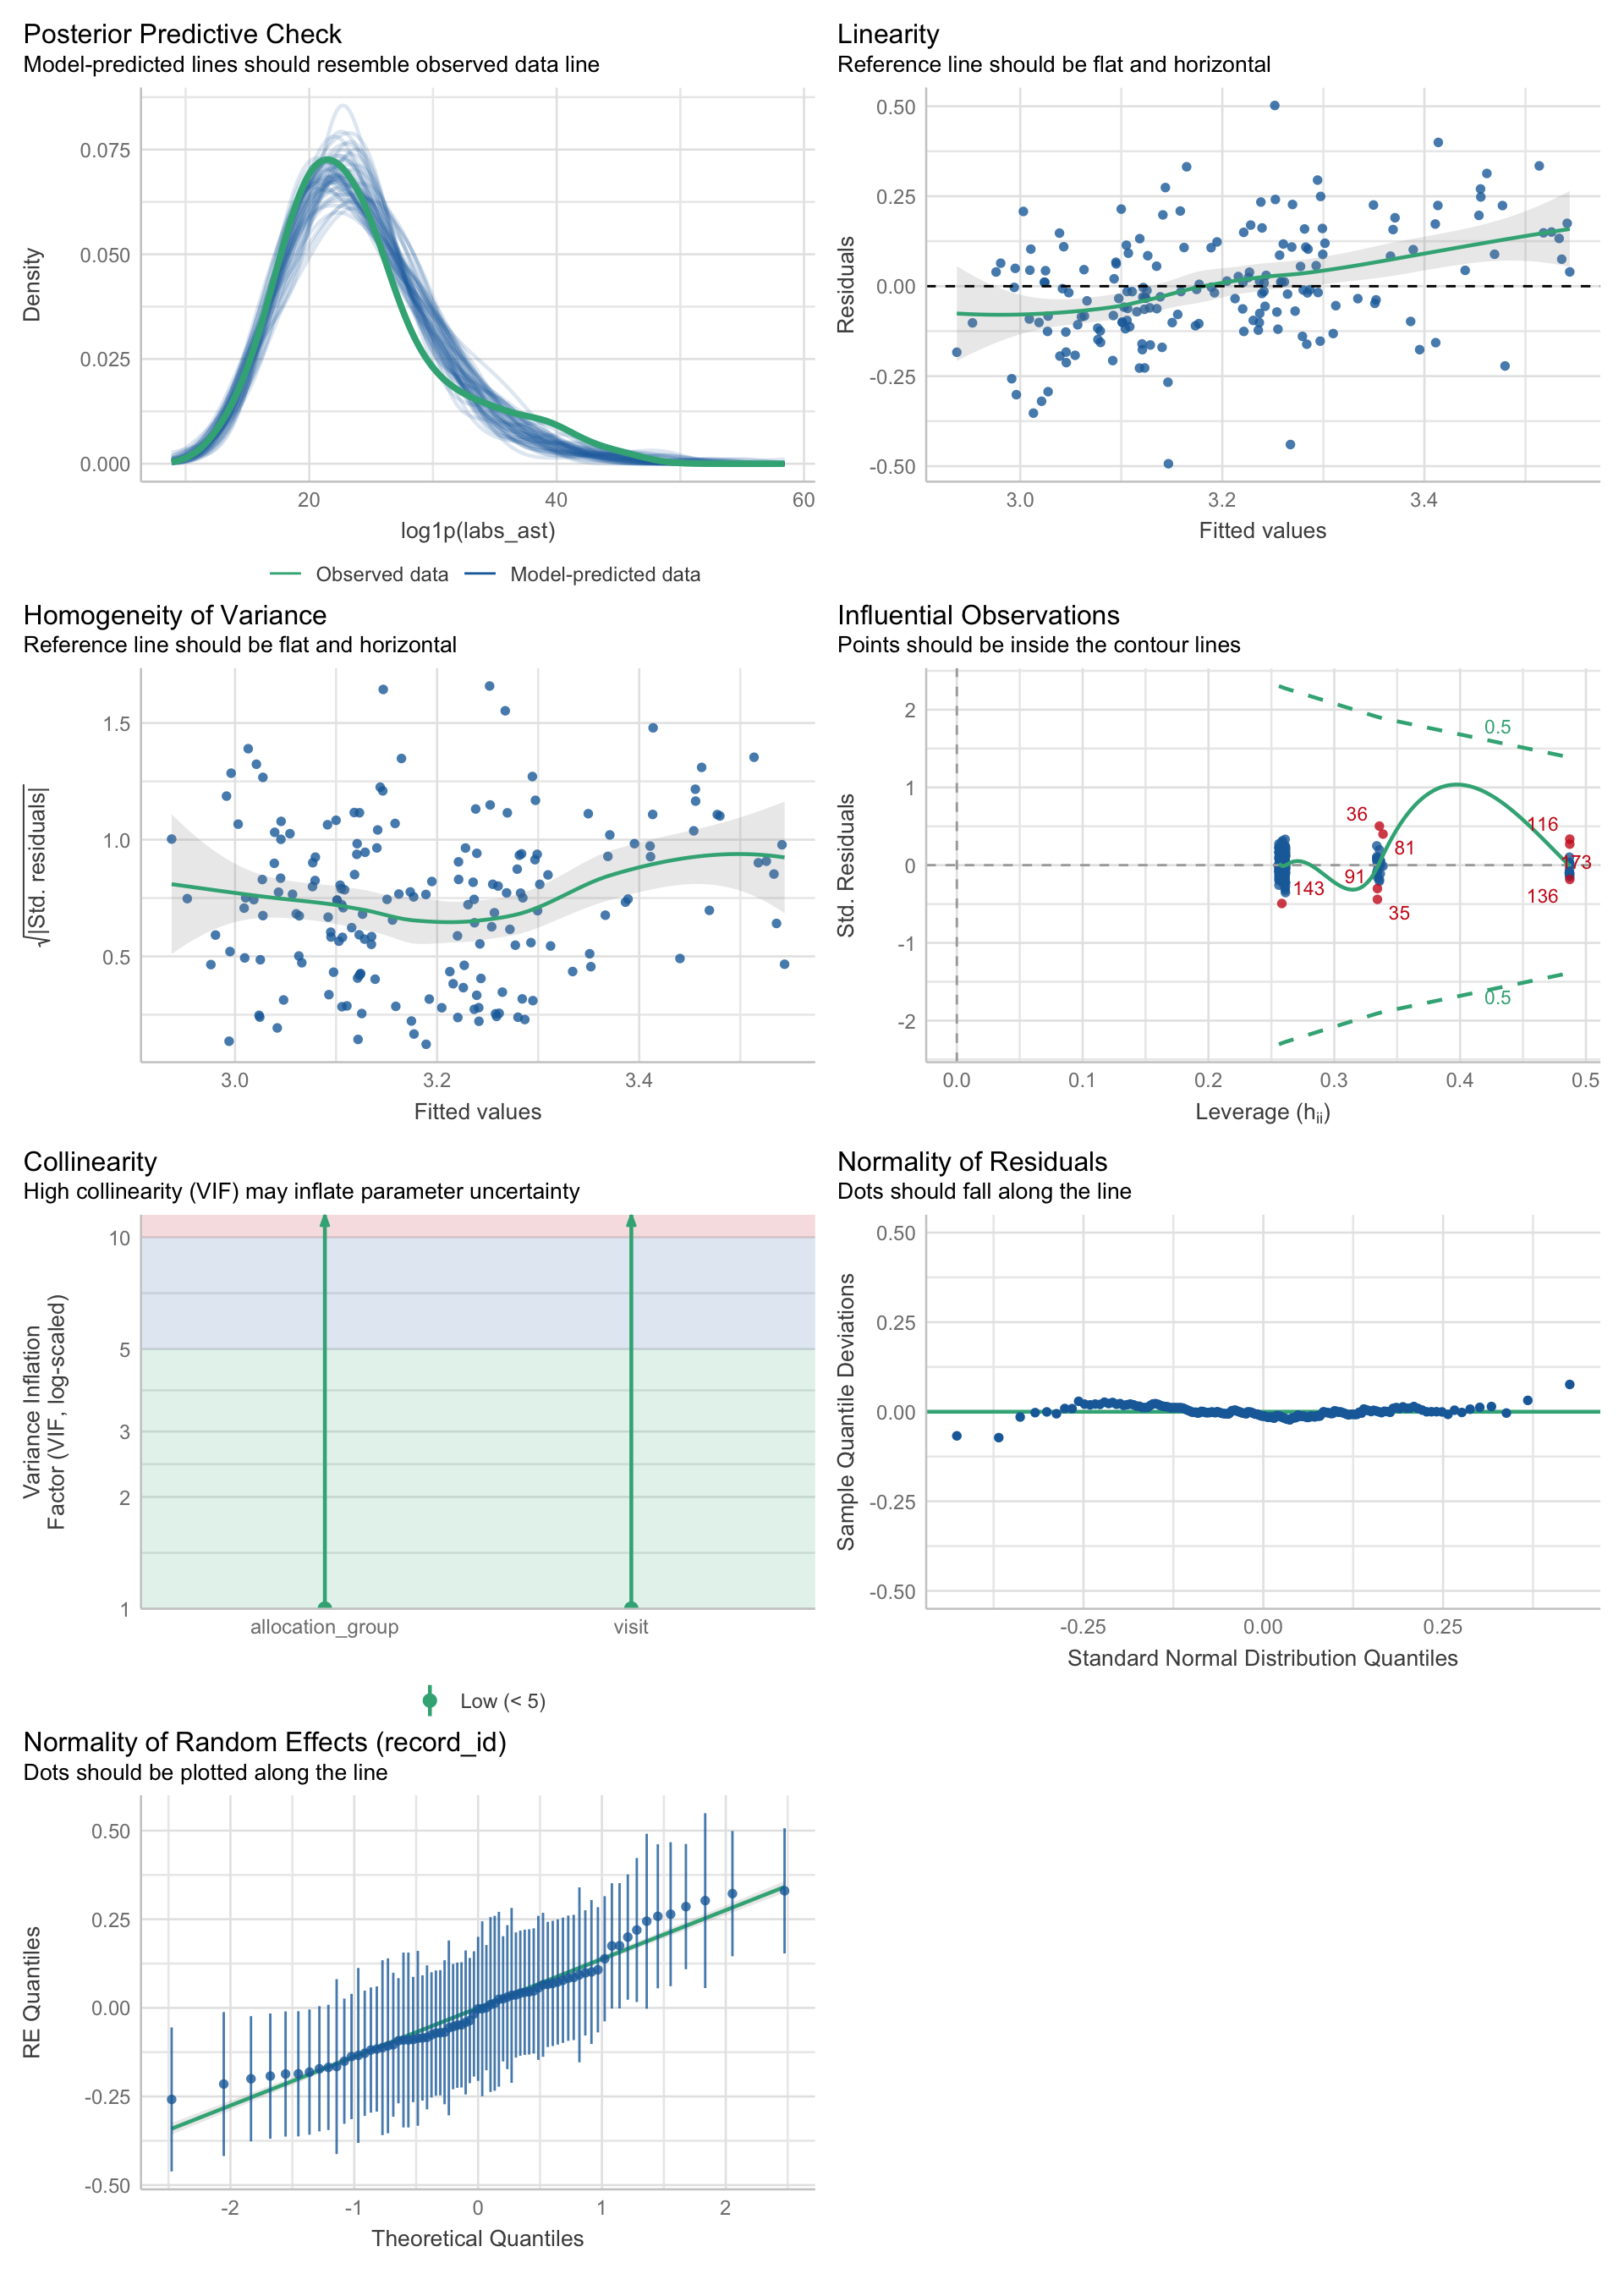 Posterior Predictive Check
Model-predicted lines should resemble observed data line
Density
0.075
0.050
0.025
0.000
20
40
60
log1p(labs_ast)
Observed data
Model-predicted data
Linearity
Reference line should be flat and horizontal
Residuals
0.50
0.25
0.00
-0.25
-0.50
3.0
3.2
3.4
Fitted values
Homogeneity of Variance
Reference line should be flat and horizontal
√|Std. residuals|
1.5
1.0
0.5
3.0
3.2
3.4
Fitted values
Influential Observations
Points should be inside the contour lines
Std. Residuals
2
1
0
-1
-2
0.5
36
116
81
173
91
143
136
35
0.5
0.0
0.1
0.2
0.3
0.4
0.5
Leverage (hii)
Collinearity
High collinearity (VIF) may inflate parameter uncertainty
Variance Inflation
Factor (VIF, log-scaled)
10
5
3
2
1
allocation_group
visit
Low (< 5)
Normality of Residuals
Dots should fall along the line
Sample Quantile Deviations
0.50
0.25
0.00
-0.25
-0.50
-0.25
0.00
0.25
Standard Normal Distribution Quantiles
Normality of Random Effects (record_id)
Dots should be plotted along the line
RE Quantiles
0.50
0.25
0.00
-0.25
-0.50
-2
-1
0
1
2
Theoretical Quantiles